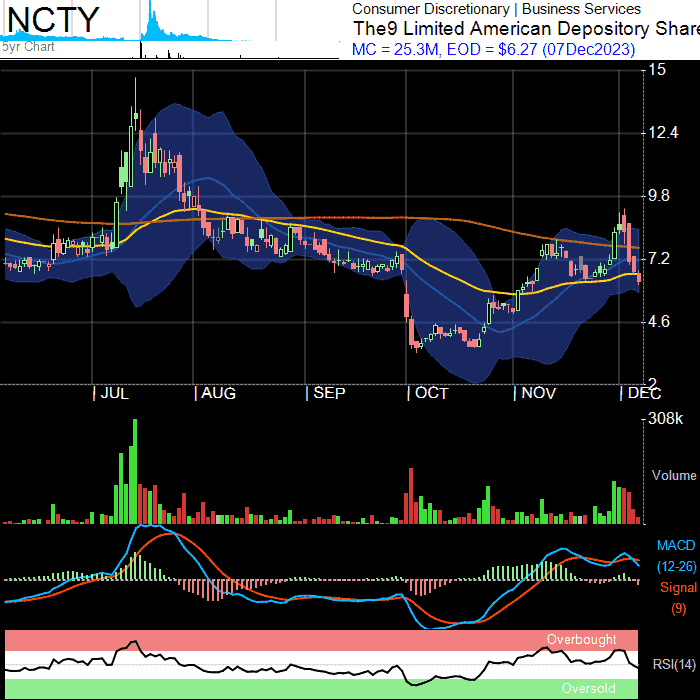 NCTY
5yr Chart
Consumer Discretionary | Business Services
The9 Limited American Depository Share
MC = 25.3M, EOD = $6.27 (07Dec2023)
15
12.4
9.8
7.2
4.6
2
| JUL | AUG | SEP | OCT | NOV | DEC
308k
Volume
MACD
(12-26)
Signal
(9)
Overbought
RSI(14)
Oversold